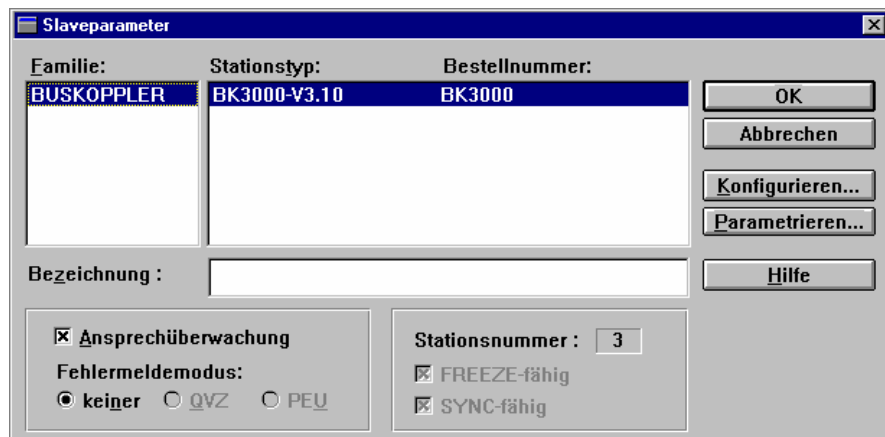 Slaveparameter
Familie: Stationstyp: Bestellnummer:
BUSKOPPLER BK3000-V3.10 BK3000
OK
Abbrechen
Konfigurieren...
Parametrieren...
Bezeichnung :
Hilfe
Ansprechüberwachung
Fehlermeldemodus:
keiner QVZ PEU
Stationsnummer : 3
FREEZE-fähig
SYNC-fähig